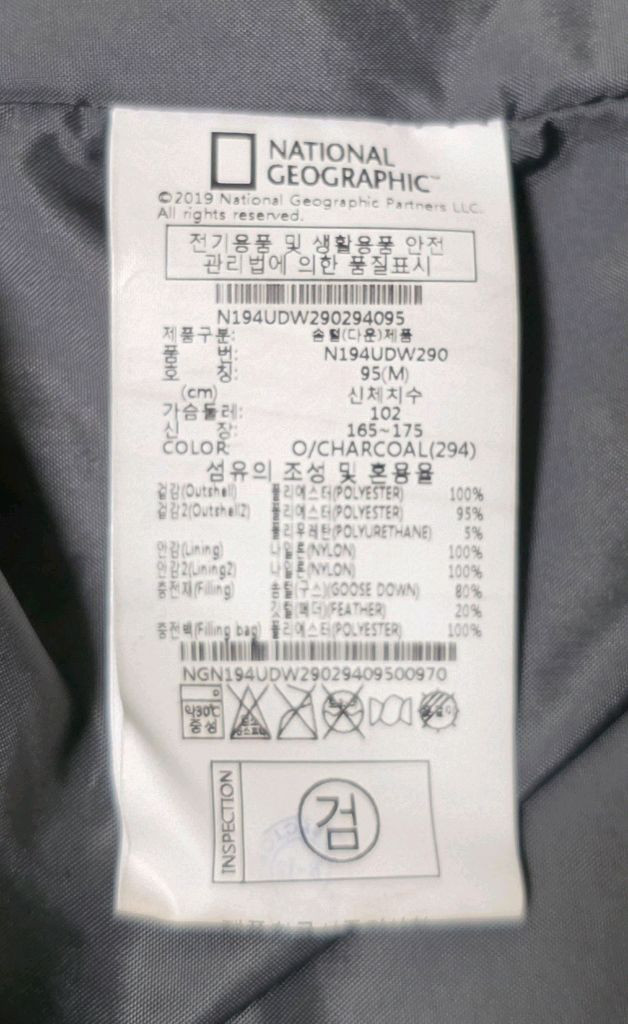 NATIONAL
GEOGRAPHIC™
©2019 National Geographic Partners LLC.
All rights reserved.
전기용품 및 생활용품 안전
관리법에 의한 품질표시
N194UDW290294095
제품구분: 솜털(다운)제품
품 번: N194UDW290
호 칭: 95(M)
(cm) 신체치수
가슴둘레: 102
신 장: 165~175
COLOR: O/CHARCOAL(294)
섬유의 조성 및 혼용율
겉감(Outshell) 폴리에스터(POLYESTER) 100%
겉감2(Outshell2) 폴리에스터(POLYESTER) 95%
폴리우레탄(POLYURETHANE) 5%
안감(Lining) 나일론(NYLON) 100%
안감2(Lining2) 나일론(NYLON) 100%
충전재(Filing) 솜털(구스)(GOOSE DOWN) 80%
깃털(페더)(FEATHER) 20%
충전백(Filing bag) 폴리에스터(POLYESTER) 100%
NGN194UDW29029409500970
약30℃
중성
INSPECTION
검